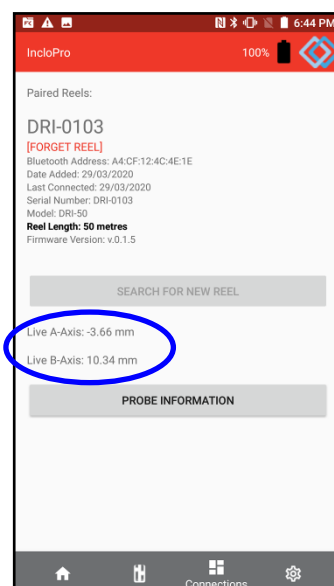 6:44 PM
IncloPro
100%
Paired Reels:
DRI-0103
[FORGET REEL]
Bluetooth Address: A4:CF:12:4C:4E:1E
Date Added: 29/03/2020
Last Connected: 29/03/2020
Serial Number: DRI-0103
Model: DRI-50
Reel Length: 50 metres
Firmware Version: v.0.1.5
SEARCH FOR NEW REEL
Live A-Axis: -3.66 mm
Live B-Axis: 10.34 mm
PROBE INFORMATION
Connections